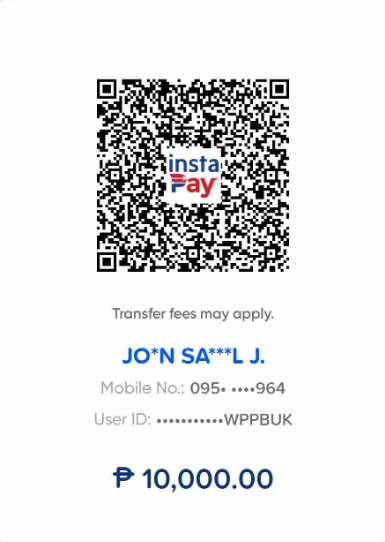 insta
Pay
Transfer fees may apply.
JO*N SA***L J.
Mobile No.: 095• ••••964
User ID: •••••••••••WPPBUK
₱ 10,000.00